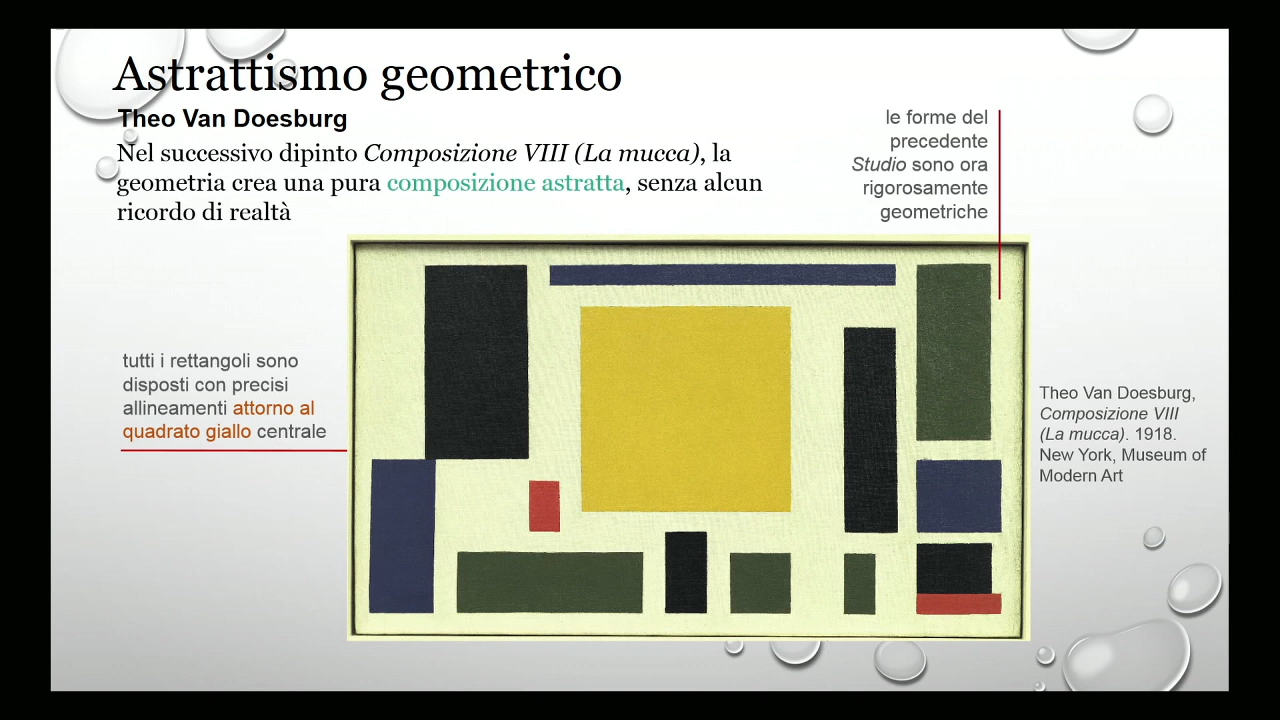 Astrattismo geometrico
Theo Van Doesburg
Nel successivo dipinto Composizione VIII (La mucca), la
geometria crea una pura composizione astratta, senza alcun
ricordo di realtà
le forme del
precedente
Studio sono ora
rigorosamente
geometriche
tutti i rettangoli sono
disposti con precisi
allineamenti attorno al
quadrato giallo centrale
Theo Van Doesburg,
Composizione VIII
(La mucca). 1918.
New York, Museum of
Modern Art